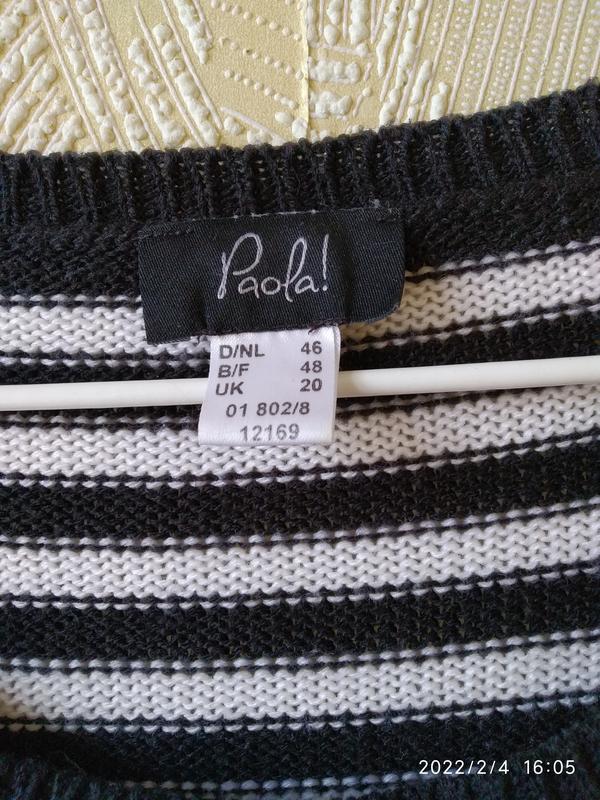 Paola!
D/NL 46
B/F 48
UK 20
01 802/8
12169
2022/2/4 16:05